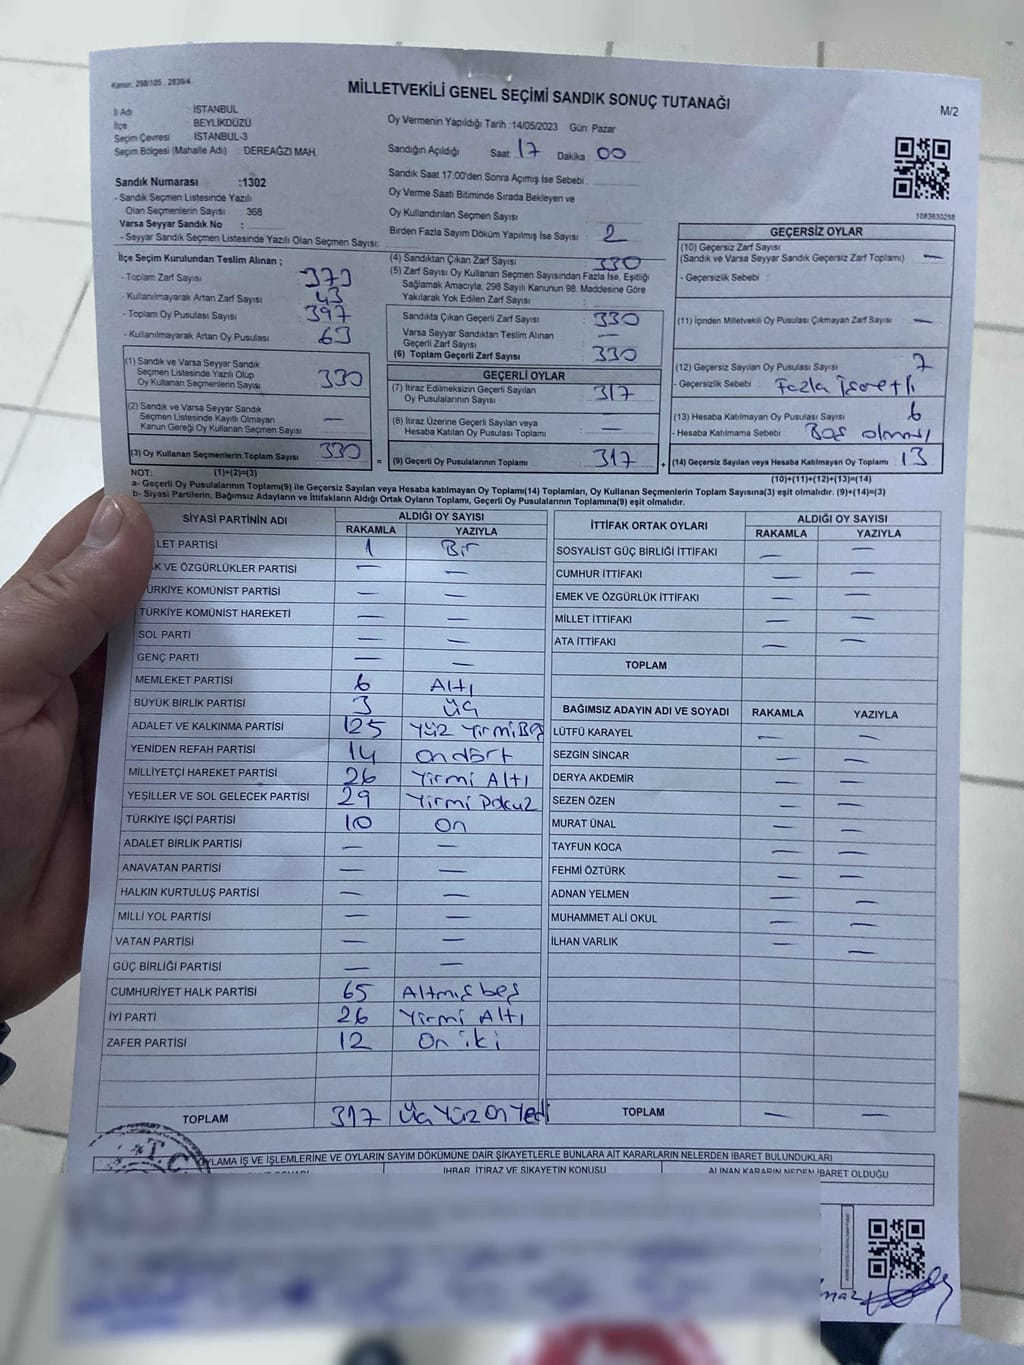 Kanun: 298/105 , 2839/4
MİLLETVEKİLİ GENEL SEÇİMİ SANDIK SONUÇ TUTANAĞI
M/2
İl Adı : İSTANBUL
İlçe : BEYLİKDÜZÜ
Seçim Çevresi : İSTANBUL-3
Seçim Bölgesi (Mahalle Adı) : DEREAĞZI MAH.
Oy Vermenin Yapıldığı Tarih :14/05/2023 Gün: Pazar
Sandığın Açıldığı Saat : 17 Dakika : 00
Sandık Saat 17:00'den Sonra Açılmış İse Sebebi :
Oy Verme Saati Bitiminde Sırada Bekleyen ve
Oy Kullandırılan Seçmen Sayısı :
Birden Fazla Sayım Döküm Yapılmış İse Sayısı : 2
1083630258
Sandık Numarası :1302
- Sandık Seçmen Listesinde Yazılı
Olan Seçmenlerin Sayısı : 368
Varsa Seyyar Sandık No :
- Seyyar Sandık Seçmen Listesinde Yazılı Olan Seçmen Sayısı:
İlçe Seçim Kurulundan Teslim Alınan ;
- Toplam Zarf Sayısı : 373
- Kullanılmayarak Artan Zarf Sayısı : 43
- Toplam Oy Pusulası Sayısı : 397
- Kullanılmayarak Artan Oy Pusulası : 63
(1) Sandık ve Varsa Seyyar Sandık
Seçmen Listesinde Yazılı Olup
Oy Kullanan Seçmenlerin Sayısı : 330
(2) Sandık ve Varsa Seyyar Sandık
Seçmen Listesinde Kayıtlı Olmayan
Kanun Gereği Oy Kullanan Seçmen Sayısı : —
(3) Oy Kullanan Seçmenlerin Toplam Sayısı : 330
(4) Sandıktan Çıkan Zarf Sayısı : 330
(5) Zarf Sayısı Oy Kullanan Seçmen Sayısından Fazla İse, Eşitliği
Sağlamak Amacıyla, 298 Sayılı Kanunun 98. Maddesine Göre
Yakılarak Yok Edilen Zarf Sayısı :
Sandıkta Çıkan Geçerli Zarf Sayısı : 330
Varsa Seyyar Sandıktan Teslim Alınan
Geçerli Zarf Sayısı : —
(6) Toplam Geçerli Zarf Sayısı : 330
GEÇERLİ OYLAR
(7) İtiraz Edilmeksizin Geçerli Sayılan
Oy Pusulalarının Sayısı : 317
(8) İtiraz Üzerine Geçerli Sayılan veya
Hesaba Katılan Oy Pusulası Toplamı : —
= (9) Geçerli Oy Pusulalarının Toplamı : 317 +
GEÇERSİZ OYLAR
(10) Geçersiz Zarf Sayısı
(Sandık ve Varsa Seyyar Sandık Geçersiz Zarf Toplamı) : —
- Geçersizlik Sebebi :
(11) İçinden Milletvekili Oy Pusulası Çıkmayan Zarf Sayısı : —
(12) Geçersiz Sayılan Oy Pusulası Sayısı : 7
- Geçersizlik Sebebi : Fazla işaretli
(13) Hesaba Katılmayan Oy Pusulası Sayısı : 6
- Hesaba Katılmama Sebebi : Boş olması
(14) Geçersiz Sayılan veya Hesaba Katılmayan Oy Toplamı : 13
NOT: (1)+(2)=(3)
(10)+(11)+(12)+(13)=(14)
a- Geçerli Oy Pusulalarının Toplamı(9) ile Geçersiz Sayılan veya Hesaba katılmayan Oy Toplamı(14) Toplamları, Oy Kullanan Seçmenlerin Toplam Sayısına(3) eşit olmalıdır. (9)+(14)=(3)
b- Siyasi Partilerin, Bağımsız Adayların ve İttifakların Aldığı Ortak Oyların Toplamı, Geçerli Oy Pusulalarının Toplamına(9) eşit olmalıdır.
SİYASİ PARTİNİN ADI ALDIĞI OY SAYISI
RAKAMLA YAZIYLA
LET PARTİSİ 1 Bir
AK VE ÖZGÜRLÜKLER PARTİSİ — —
TÜRKİYE KOMÜNİST PARTİSİ — —
TÜRKİYE KOMÜNİST HAREKETİ — —
SOL PARTİ — —
GENÇ PARTİ — —
MEMLEKET PARTİSİ 6 Altı
BÜYÜK BİRLİK PARTİSİ 3 Üç
ADALET VE KALKINMA PARTİSİ 125 Yüz Yirmi Beş
YENİDEN REFAH PARTİSİ 14 ondört
MİLLİYETÇİ HAREKET PARTİSİ 26 Yirmi Altı
YEŞİLLER VE SOL GELECEK PARTİSİ 29 Yirmi Dokuz
TÜRKİYE İŞÇİ PARTİSİ 10 On
ADALET BİRLİK PARTİSİ — —
ANAVATAN PARTİSİ — —
HALKIN KURTULUŞ PARTİSİ — —
MİLLİ YOL PARTİSİ — —
VATAN PARTİSİ — —
GÜÇ BİRLİĞİ PARTİSİ — —
CUMHURİYET HALK PARTİSİ 65 Altmış beş
İYİ PARTİ 26 Yirmi Altı
ZAFER PARTİSİ 12 On iki
TOPLAM 317 Üç Yüz On Yedi
İTTİFAK ORTAK OYLARI ALDIĞI OY SAYISI
RAKAMLA YAZIYLA
SOSYALİST GÜÇ BİRLİĞİ İTTİFAKI — —
CUMHUR İTTİFAKI — —
EMEK VE ÖZGÜRLÜK İTTİFAKI — —
MİLLET İTTİFAKI — —
ATA İTTİFAKI — —
TOPLAM
BAĞIMSIZ ADAYIN ADI VE SOYADI RAKAMLA YAZIYLA
LÜTFÜ KARAYEL — —
SEZGİN SİNCAR — —
DERYA AKDEMİR — —
SEZEN ÖZEN — —
MURAT ÜNAL — —
TAYFUN KOCA — —
FEHMİ ÖZTÜRK — —
ADNAN YELMEN — —
MUHAMMET ALİ OKUL — —
İLHAN VARLIK — —
TOPLAM — —
T.C.
OYLAMA İŞ VE İŞLEMLERİNE VE OYLARIN SAYIM DÖKÜMÜNE DAİR ŞİKAYETLERLE BUNLARA AİT KARARLARIN NELERDEN İBARET BULUNDUKLARI
İHBAR, İTİRAZ VE ŞİKAYETİN KONUSU ALINAN KARARIN NEDEN İBARET OLDUĞU